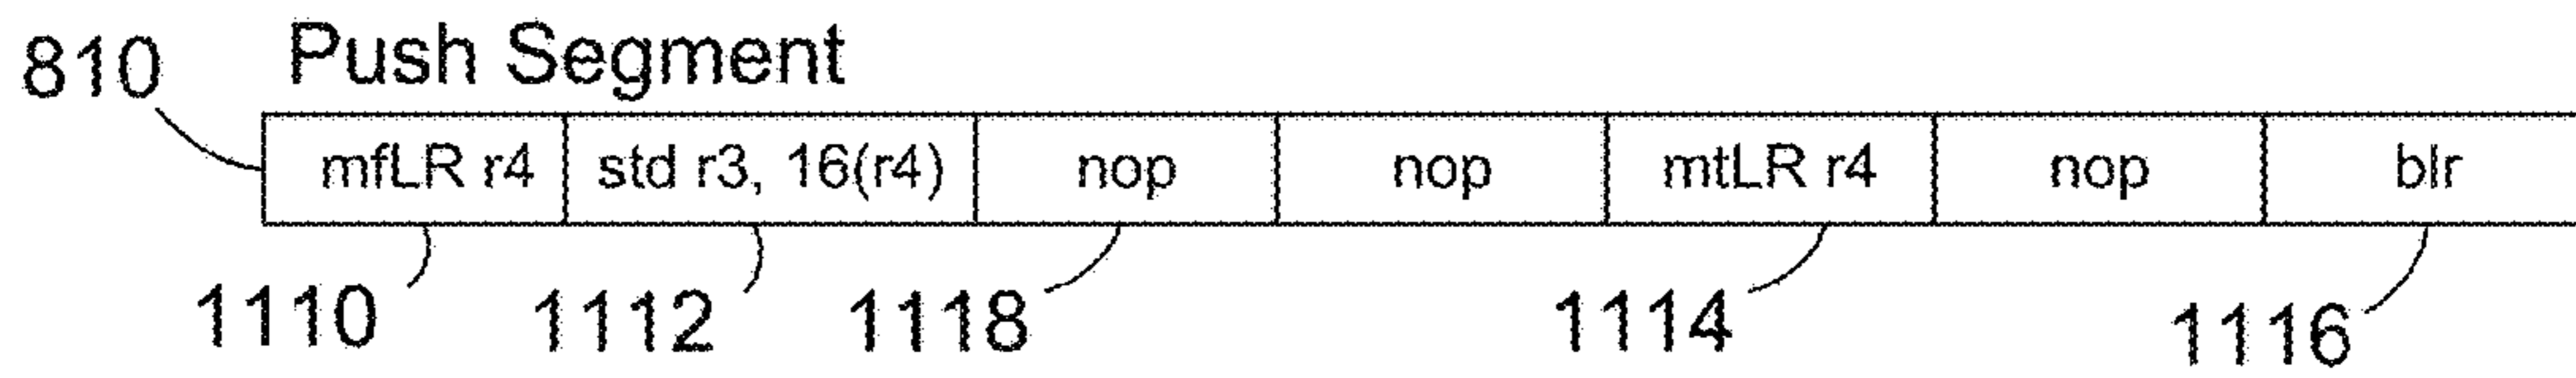 810 Push Segment
mfLR r4 std r3, 16(r4) nop nop mtLR r4 nop blr
1110 1112 1118 1114 1116